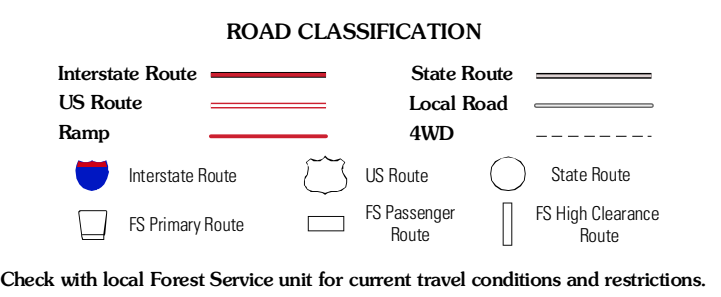 ROAD CLASSIFICATION
Interstate Route
State Route
US Route
Local Road
Ramp
4WD
Interstate Route
US Route
State Route
FS Primary Route
FS Passenger
Route
FS High Clearance
Route
Check with local Forest Service unit for current travel conditions and restrictions.